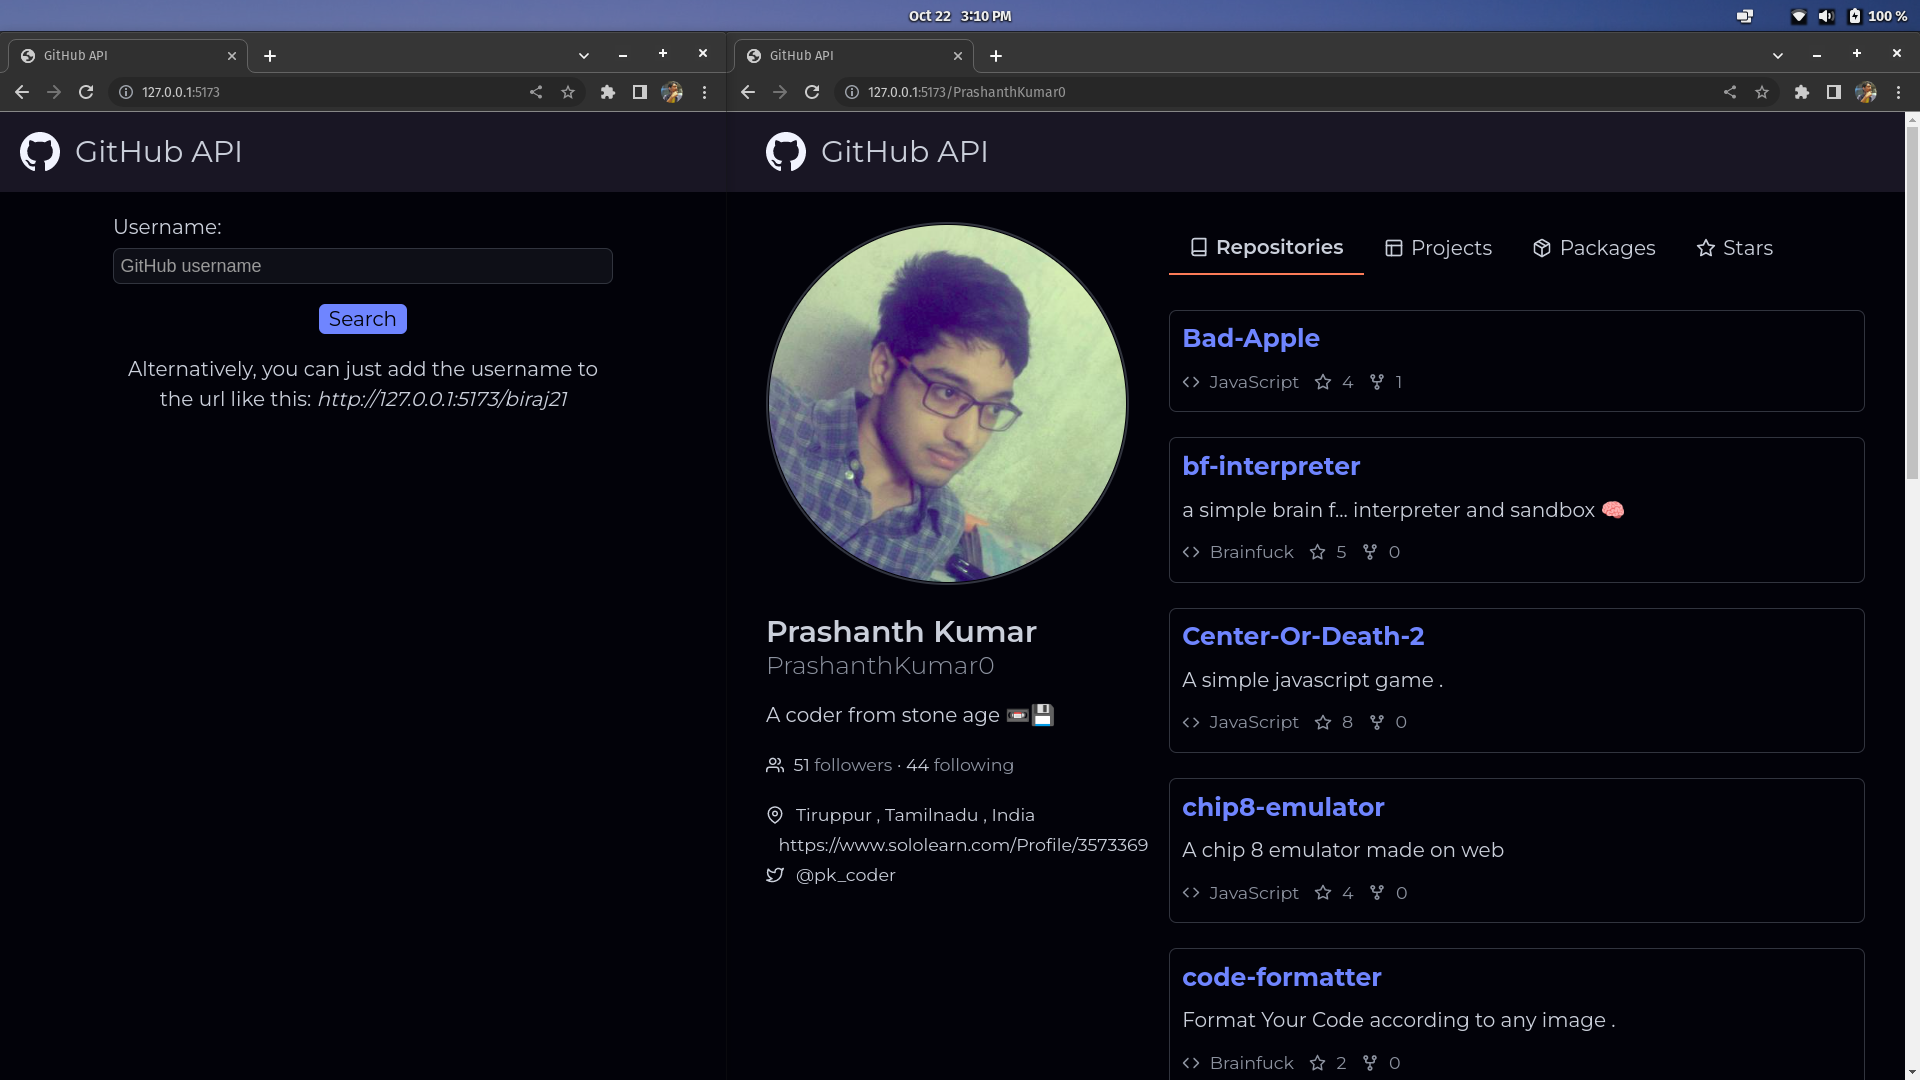 Oct 22 3:10 PM
100 %
GitHub API
127.0.0.1:5173
GitHub API
Username:
GitHub username
Search
Alternatively, you can just add the username to
the url like this: http://127.0.0.1:5173/biraj21
GitHub API
127.0.0.1:5173/PrashanthKumar0
GitHub API
Prashanth Kumar
PrashanthKumar0
A coder from stone age 📼💾
51 followers · 44 following
Tiruppur , Tamilnadu , India
https://www.sololearn.com/Profile/3573369
@pk_coder
Repositories Projects Packages Stars
Bad-Apple
JavaScript 4 1
bf-interpreter
a simple brain f... interpreter and sandbox 🧠
Brainfuck 5 0
Center-Or-Death-2
A simple javascript game .
JavaScript 8 0
chip8-emulator
A chip 8 emulator made on web
JavaScript 4 0
code-formatter
Format Your Code according to any image .
Brainfuck 2 0